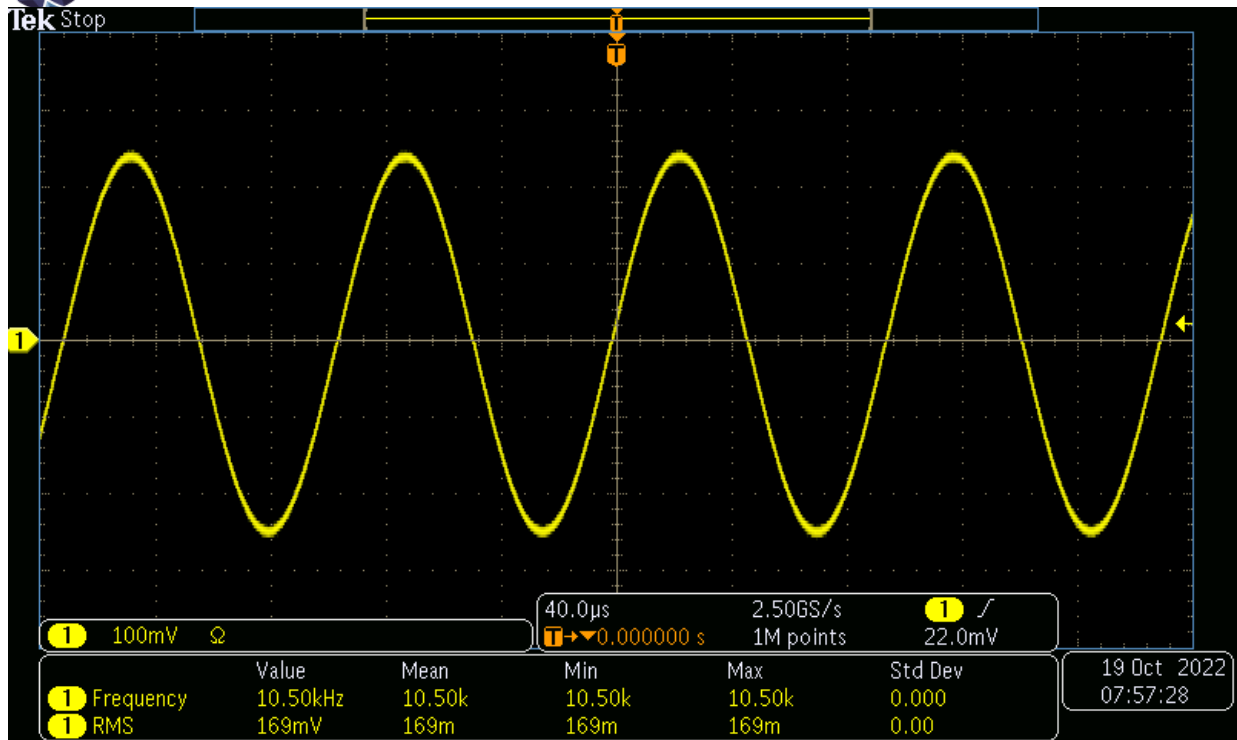 Tek Stop
T
T
1
40.0µs 2.50GS/s 1 ∫
1 100mV Ω T→▼0.000000 s 1M points 22.0mV
Value Mean Min Max Std Dev 19 Oct 2022
1 Frequency 10.50kHz 10.50k 10.50k 10.50k 0.000 07:57:28
1 RMS 169mV 169m 169m 169m 0.00